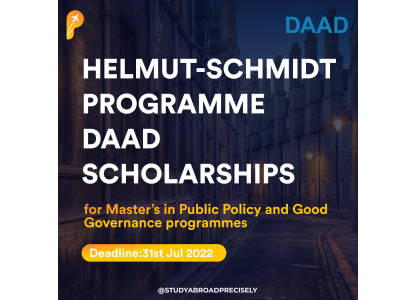 DAAD
HELMUT-SCHMIDT
PROGRAMME
DAAD
SCHOLARSHIPS
for Master's in Public Policy and Good
Governance programmes
Deadline:31st Jul 2022
@STUDYABROADPRECISELY